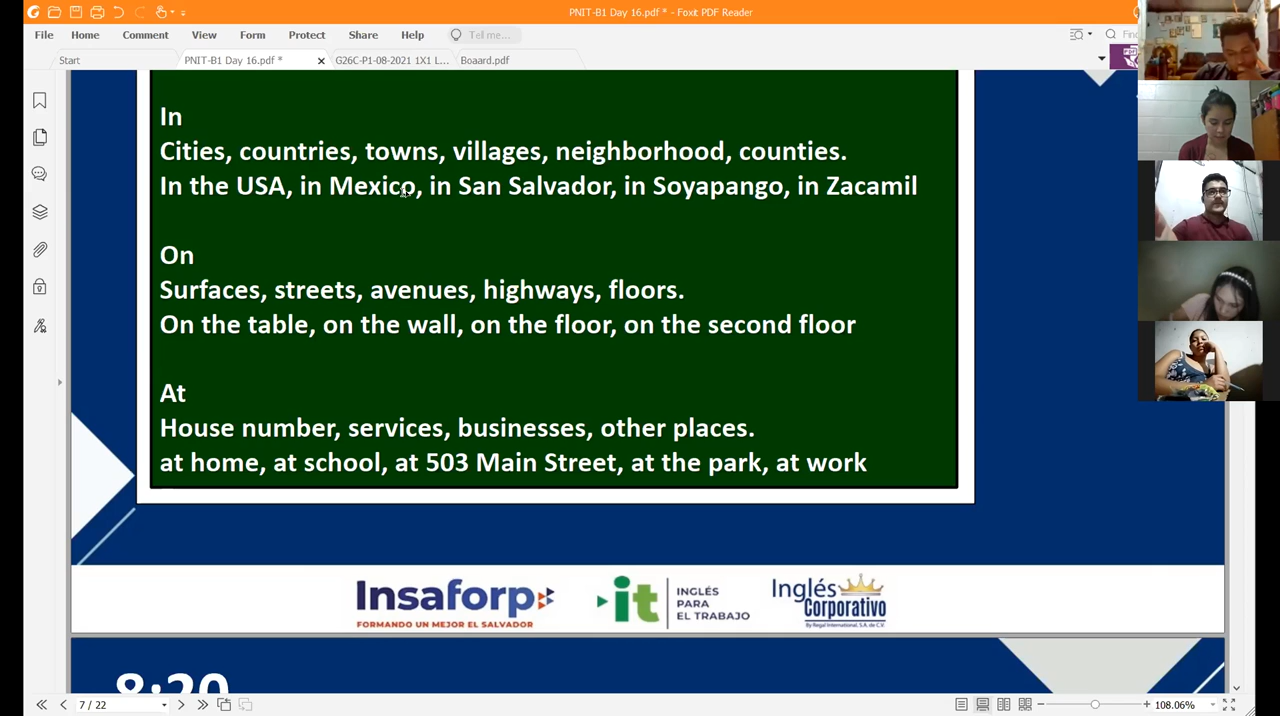 PNIT-B1 Day 16.pdf * - Foxit PDF Reader
File Home Comment View Form Protect Share Help Tell me... Find
Start PNIT-B1 Day 16.pdf * G26C-P1-08-2021 1X1 L... Boaard.pdf
In
Cities, countries, towns, villages, neighborhood, counties.
In the USA, in Mexico, in San Salvador, in Soyapango, in Zacamil
On
Surfaces, streets, avenues, highways, floors.
On the table, on the wall, on the floor, on the second floor
At
House number, services, businesses, other places.
at home, at school, at 503 Main Street, at the park, at work
Insaforp
FORMANDO UN MEJOR EL SALVADOR
it
INGLÉS
PARA
EL TRABAJO
Inglés
Corporativo
By Regal International, S.A. de C.V.
8:20
7 / 22 108.06%